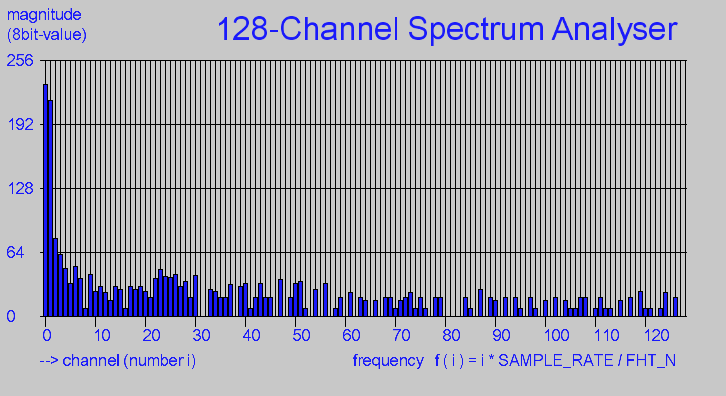 magnitude
(8bit-value)
128-Channel Spectrum Analyser
256
192
128
64
0
0 10 20 30 40 50 60 70 80 90 100 110 120
--> channel (number i) frequency f ( i ) = i * SAMPLE_RATE / FHT_N